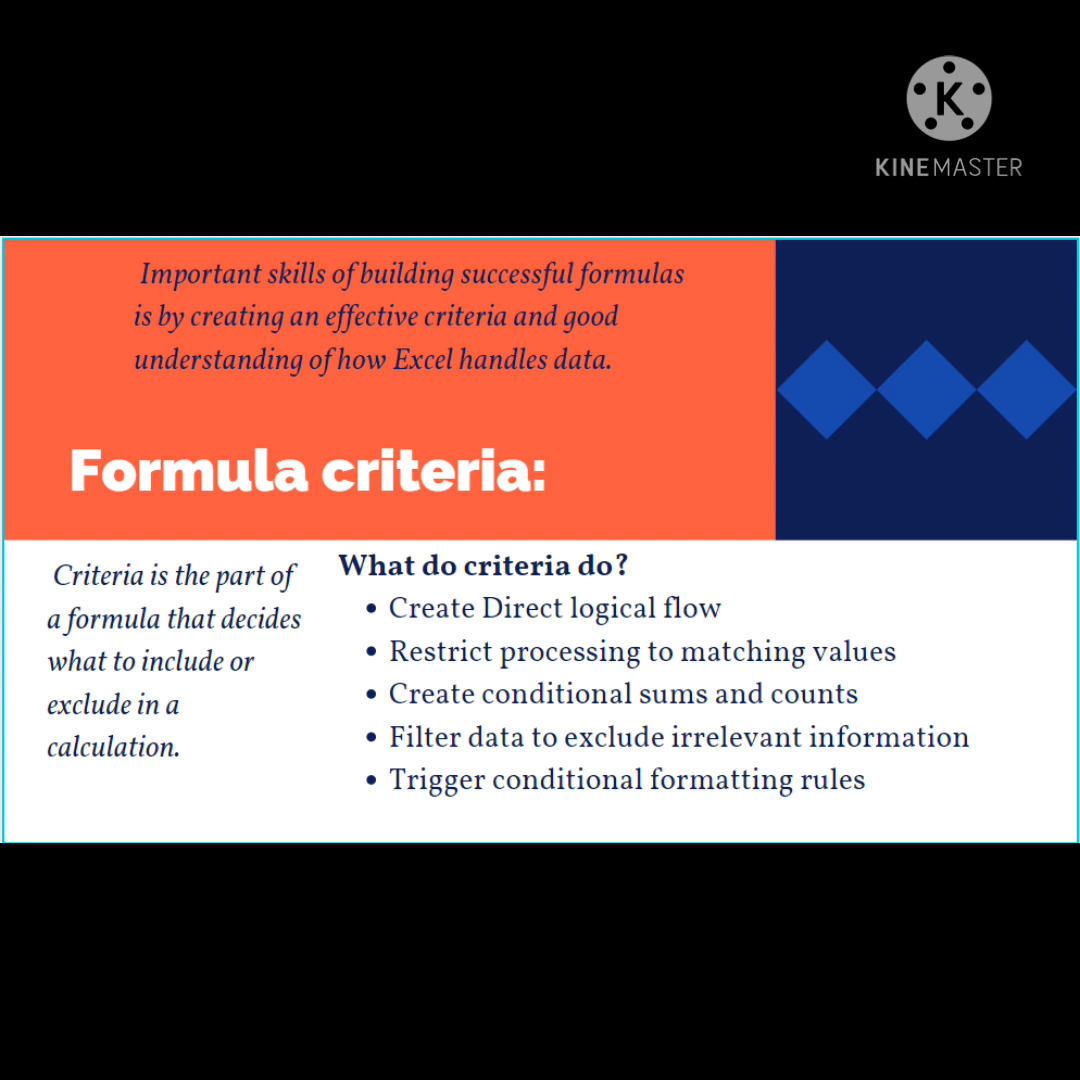 K
KINEMASTER
Important skills of building successful formulas
is by creating an effective criteria and good
understanding of how Excel handles data.
Formula criteria:
Criteria is the part of
a formula that decides
what to include or
exclude in a
calculation.
What do criteria do?
• Create Direct logical flow
• Restrict processing to matching values
• Create conditional sums and counts
• Filter data to exclude irrelevant information
• Trigger conditional formatting rules